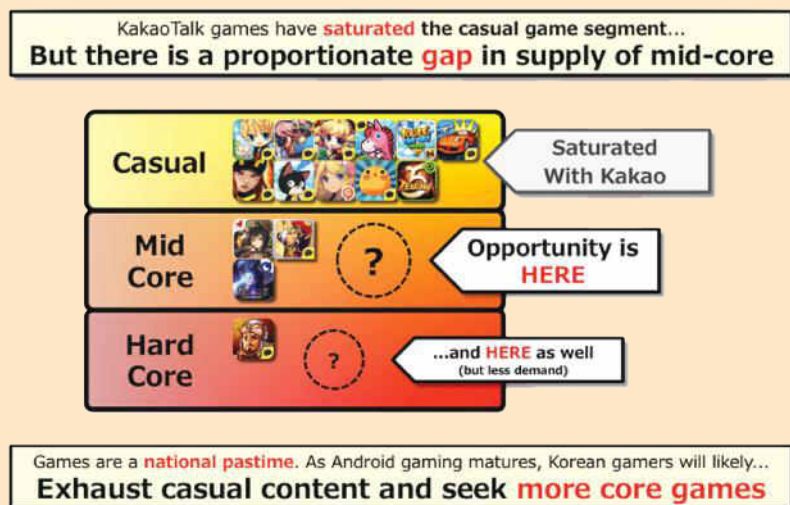 KakaoTalk games have saturated the casual game segment...
But there is a proportionate gap in supply of mid-core
Casual
Saturated
With Kakao
Mid
Core
?
Opportunity is
HERE
Hard
Core
?
...and HERE as well
(but less demand)
Games are a national pastime. As Android gaming matures, Korean gamers will likely...
Exhaust casual content and seek more core games